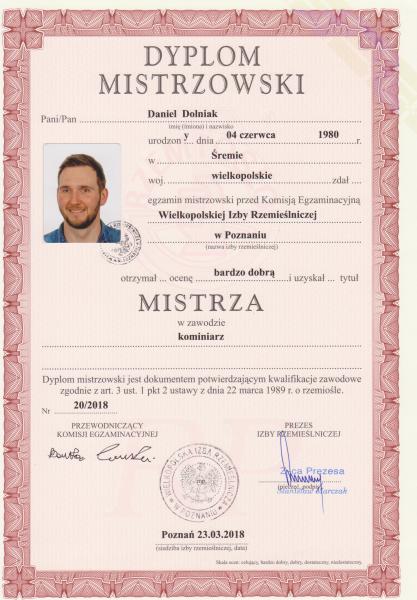 DYPLOM
MISTRZOWSKI
Pani/Pan Daniel Dolniak
imię (imiona) i nazwisko
urodzon y dnia 04 czerwca 1980 r.
w Śremie
woj. wielkopolskie zdał
egzamin mistrzowski przed Komisją Egzaminacyjną
Wielkopolskiej Izby Rzemieślniczej
w Poznaniu
(nazwa izby rzemieślniczej)
otrzymał ... ocenę bardzo dobrą i uzyskał ... tytuł
MISTRZA
w zawodzie
kominiarz
Dyplom mistrzowski jest dokumentem potwierdzającym kwalifikacje zawodowe
zgodnie z art. 3 ust. 1 pkt 2 ustawy z dnia 22 marca 1989 r. o rzemiośle.
Nr 20/2018
PRZEWODNICZĄCY
KOMISJI EGZAMINACYJNEJ
PREZES
IZBY RZEMIEŚLNICZEJ
Z-ca Prezesa
(pieczęć, podpis)
Stanisław Marczak
WIELKOPOLSKA IZBA RZEMIEŚLNICZA
W POZNANIU
Poznań 23.03.2018
(siedziba izby rzemieślniczej, data)
Skala ocen: celujący, bardzo dobry, dobry, dostateczny, niedostateczny.